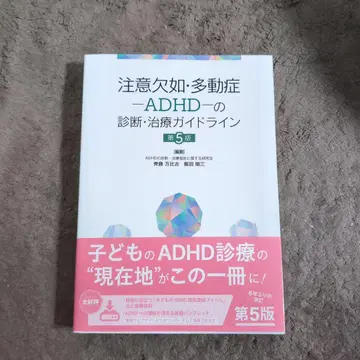 注意欠如・多動症
—ADHD—の
診断・治療ガイドライン
第5版
[編集]
ADHDの診断・治療指針に関する研究会
齊藤 万比古 飯田 順三
子どものADHD診療の
“現在地”がこの一冊に!
第5版